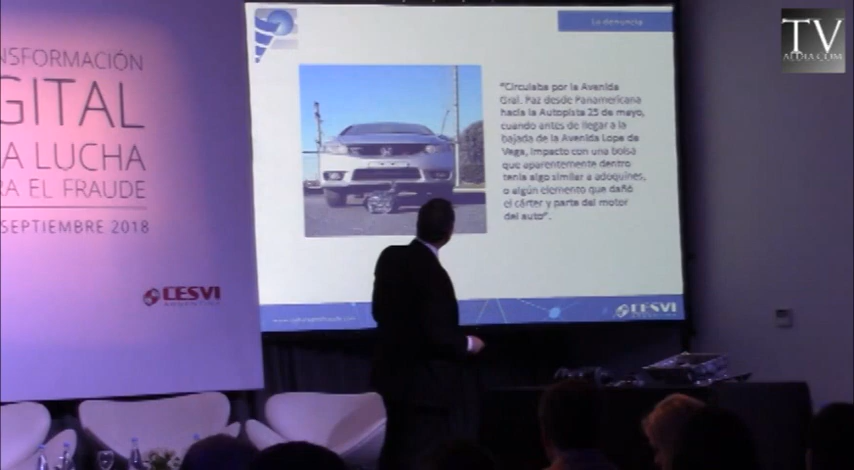 NSFORMACIÓN
GITAL
A LUCHA
RA EL FRAUDE
SEPTIEMBRE 2018
CESVI
ARGENTINA
La denuncia
"Circulaba por la Avenida
Gral. Paz desde Panamericana
hacia la Autopista 25 de mayo,
cuando antes de llegar a la
bajada de la Avenida Lope de
Vega, impacto con una bolsa
que aparentemente dentro
tenía algo similar a adoquines,
o algún elemento que dañó
el cárter y parte del motor
del auto".
CESVI
ARGENTINA
TV
ALDIA.COM